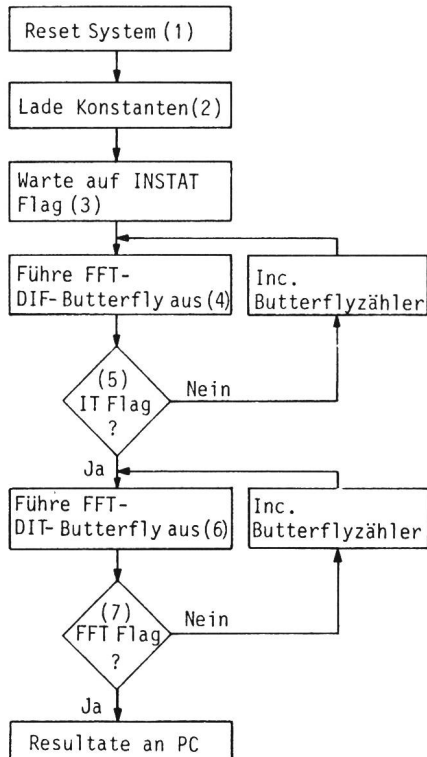 Reset System (1)
Lade Konstanten(2)
Warte auf INSTAT
Flag (3)
Führe FFT-
DIF-Butterfly aus(4)
Inc.
Butterflyzähler
(5)
IT Flag
?
Nein
Ja
Führe FFT-
DIT-Butterfly aus(6)
Inc.
Butterflyzähler
(7)
FFT Flag
?
Nein
Ja
Resultate an PC